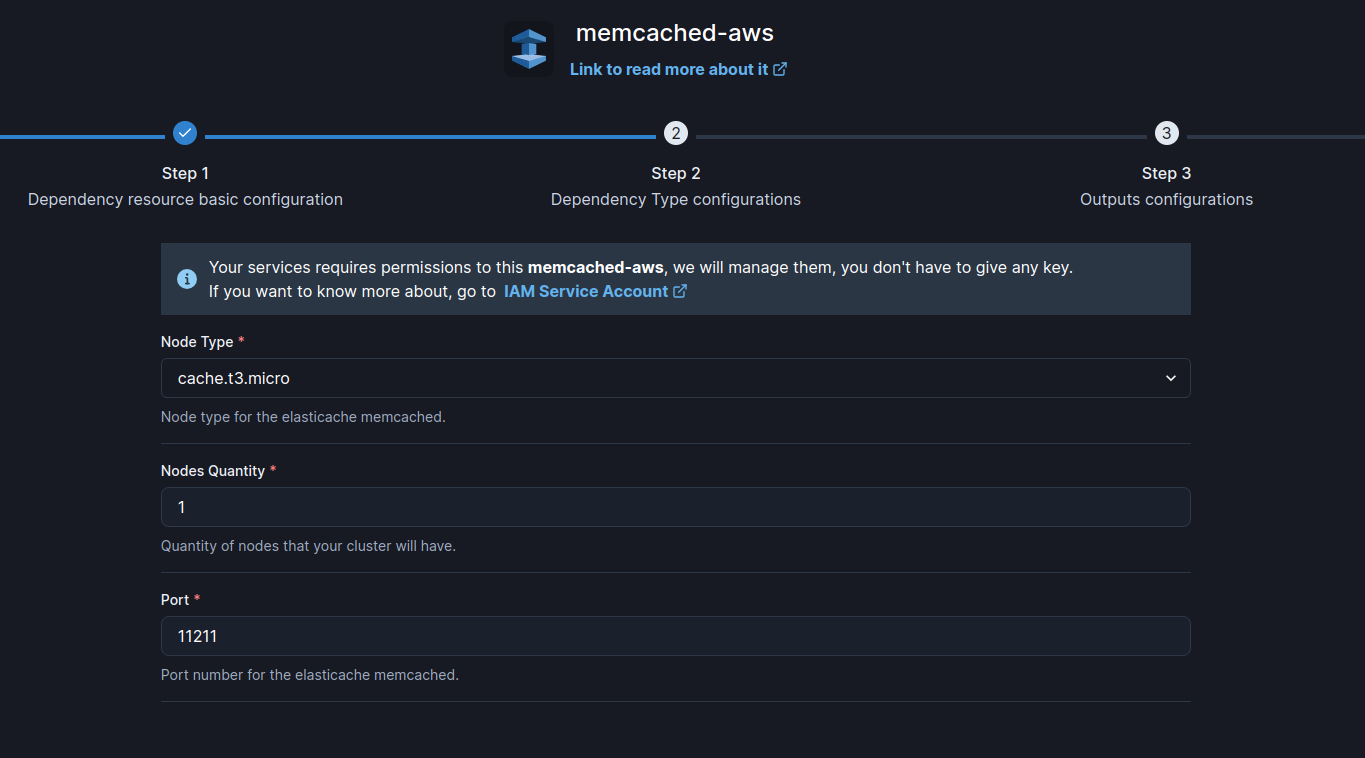 memcached-aws
Link to read more about it
2
3
Step 1
Step 2
Step 3
Dependency resource basic configuration
Dependency Type configurations
Outputs configurations
Your services requires permissions to this memcached-aws, we will manage them, you don't have to give any key.
If you want to know more about, go to IAM Service Account
Node Type *
cache.t3.micro
Node type for the elasticache memcached.
Nodes Quantity *
1
Quantity of nodes that your cluster will have.
Port *
11211
Port number for the elasticache memcached.